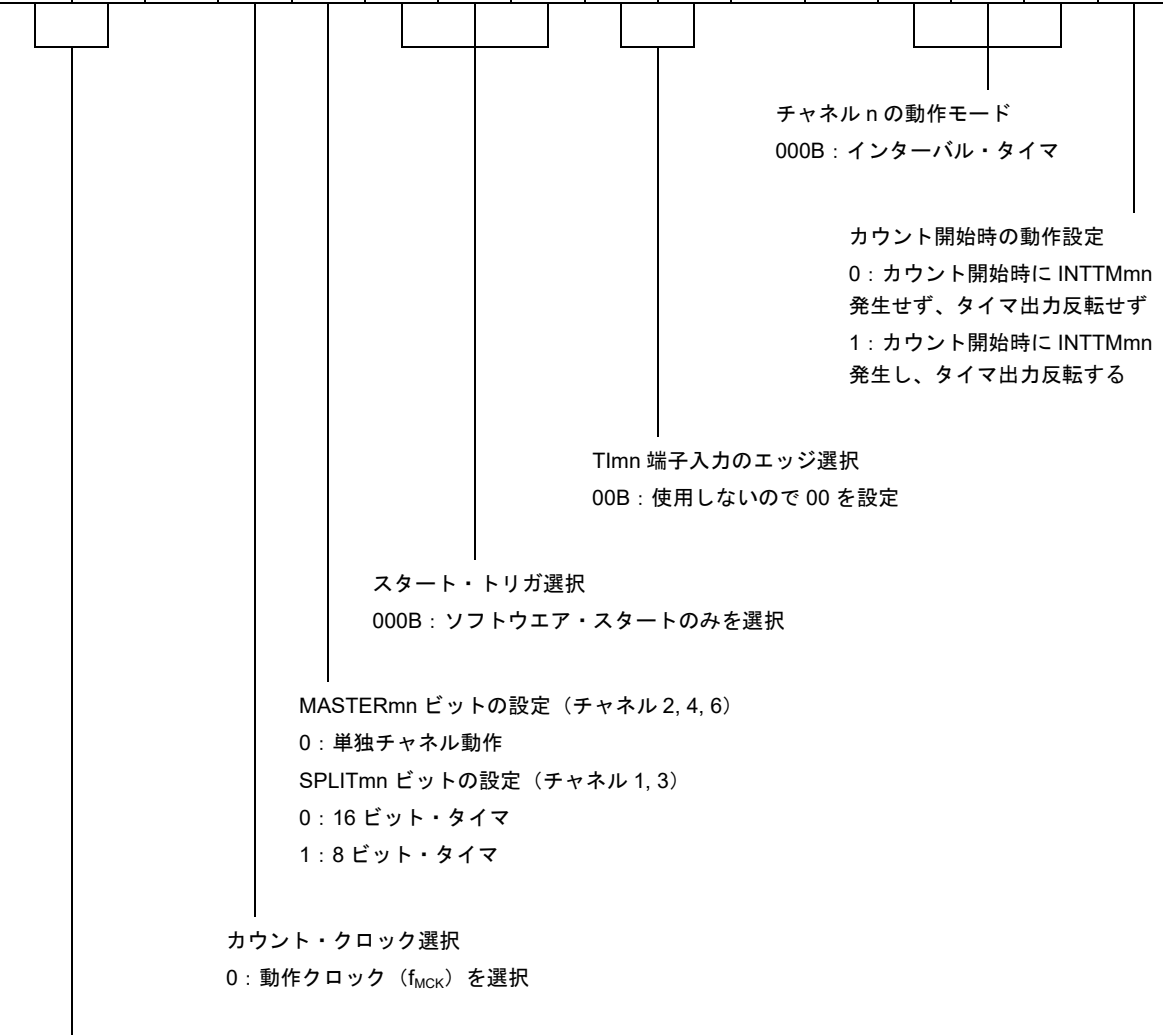 チャネル n の動作モード
000B：インターバル・タイマ
カウント開始時の動作設定
0：カウント開始時に INTTMmn
発生せず、タイマ出力反転せず
1：カウント開始時に INTTMmn
発生し、タイマ出力反転する
TImn 端子入力のエッジ選択
00B：使用しないので 00 を設定
スタート・トリガ選択
000B：ソフトウエア・スタートのみを選択
MASTERmn ビットの設定（チャネル 2, 4, 6）
0：単独チャネル動作
SPLITmn ビットの設定（チャネル 1, 3）
0：16 ビット・タイマ
1：8 ビット・タイマ
カウント・クロック選択
0：動作クロック（fMCK）を選択